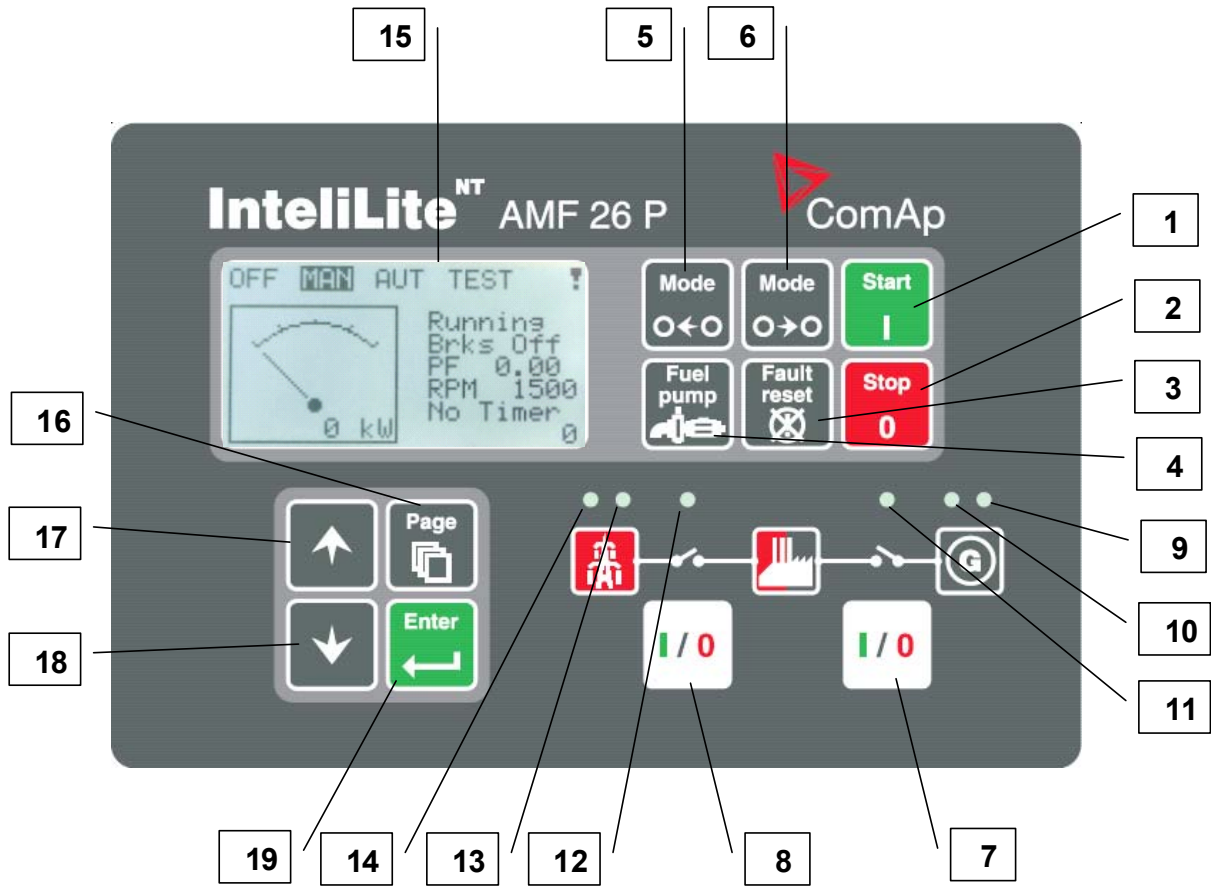 15 5 6
InteliLite NT AMF 26 P ComAp
OFF MAN AUT TEST !
Running
Brks Off
PF 0.00
RPM 1500
No Timer
0 kW 0
Mode
Mode
Start
I
Fuel
pump
Fault
reset
Stop
0
1
2
3
4
16
17
18
Page
Enter
G
I / 0
I / 0
9
10
11
19 14 13 12 8 7